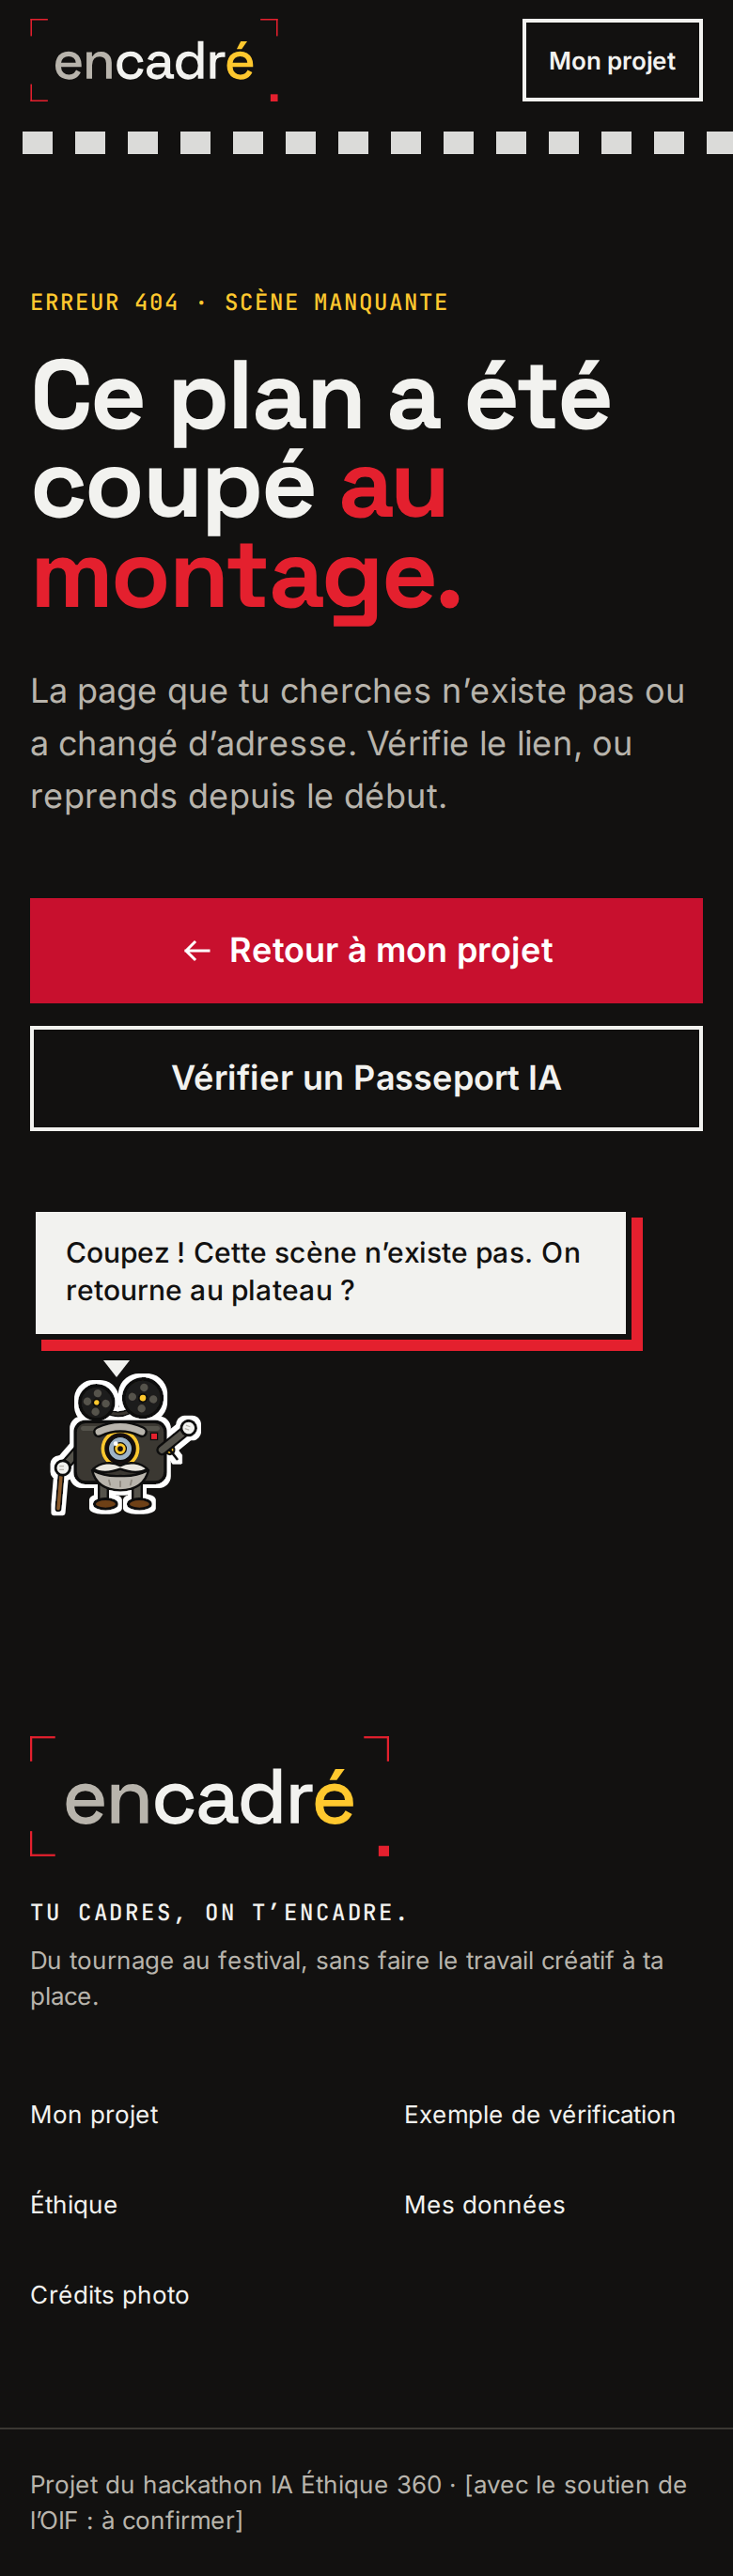 encadré
Mon projet
ERREUR 404 · SCÈNE MANQUANTE
Ce plan a été
coupé au
montage.
La page que tu cherches n’existe pas ou
a changé d’adresse. Vérifie le lien, ou
reprends depuis le début.
← Retour à mon projet
Vérifier un Passeport IA
Coupez ! Cette scène n’existe pas. On
retourne au plateau ?
encadré
TU CADRES, ON T’ENCADRE.
Du tournage au festival, sans faire le travail créatif à ta
place.
Mon projet
Exemple de vérification
Éthique
Mes données
Crédits photo
Projet du hackathon IA Éthique 360 · [avec le soutien de
l’OIF : à confirmer]